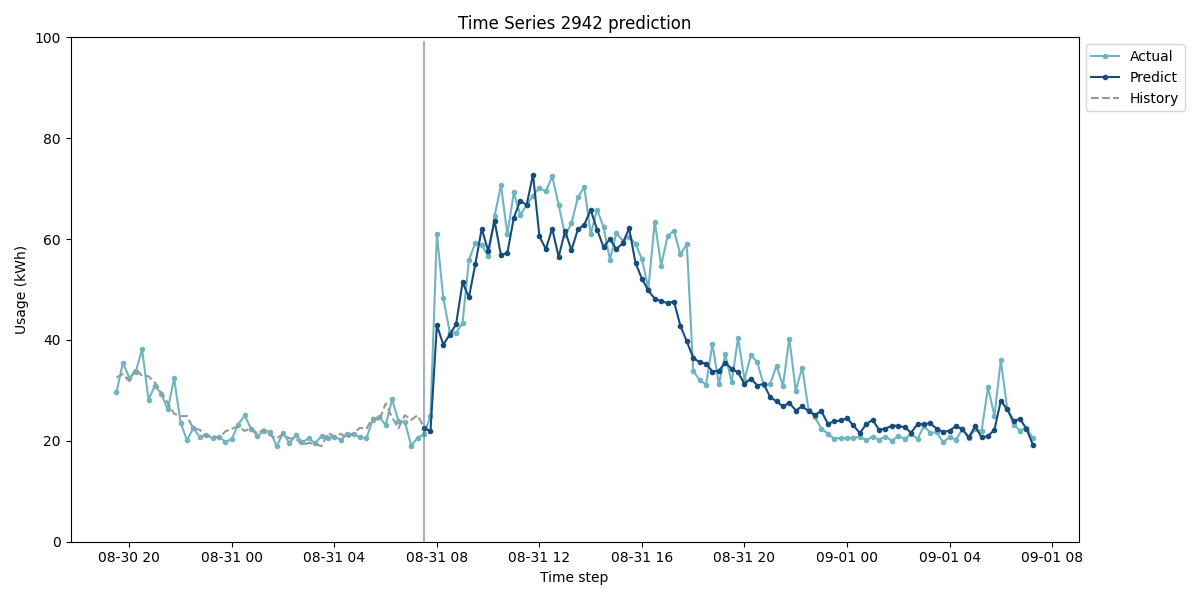 Time Series 2942 prediction
100
80
60
40
20
0
Usage (kWh)
08-30 20
08-31 00
08-31 04
08-31 08
08-31 12
08-31 16
08-31 20
09-01 00
09-01 04
09-01 08
Time step
Actual
Predict
History